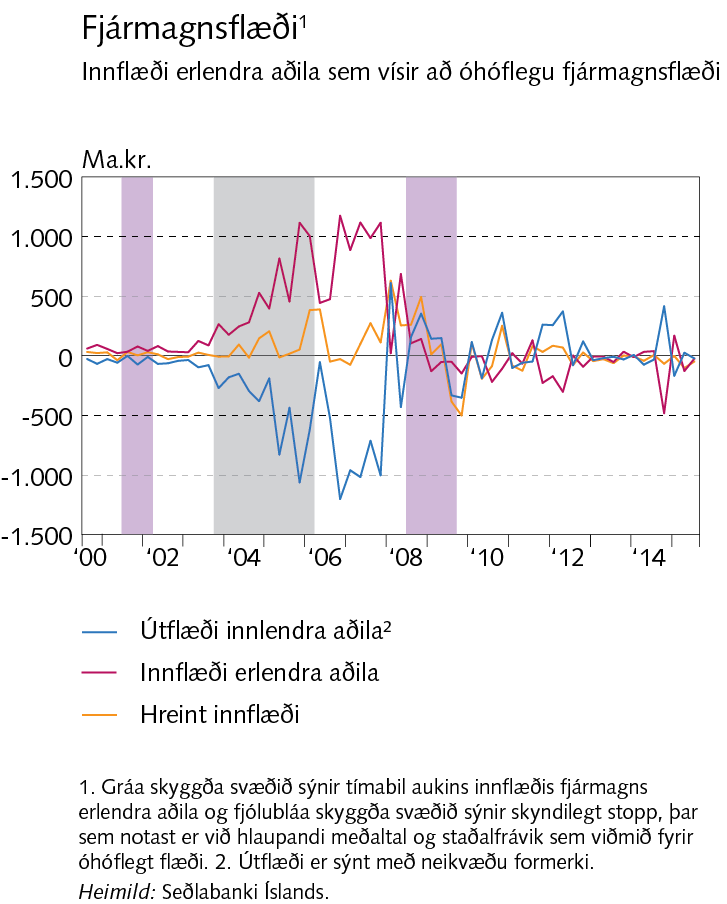 Fjármagnsflæði¹
Innflæði erlendra aðila sem vísir að óhóflegu fjármagnsflæði
Ma.kr.
1.500
1.000
500
0
-500
-1.000
-1.500
‘00 ‘02 ‘04 ‘06 ‘08 ‘10 ‘12 ‘14
Útflæði innlendra aðila²
Innflæði erlendra aðila
Hreint innflæði
1. Gráa skyggða svæðið sýnir tímabil aukins innflæðis fjármagns
erlendra aðila og fjólubláa skyggða svæðið sýnir skyndilegt stopp, þar
sem notast er við hlaupandi meðaltal og staðalfrávik sem viðmið fyrir
óhóflegt flæði. 2. Útflæði er sýnt með neikvæðu formerki.
Heimild: Seðlabanki Íslands.